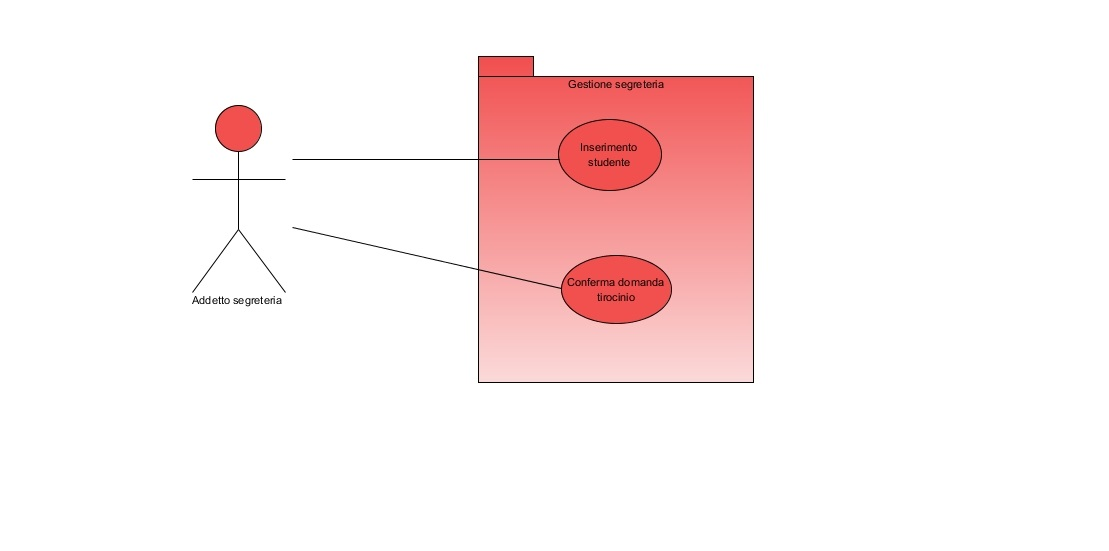 Gestione segreteria
Inserimento
studente
Conferma domanda
tirocinio
Addetto segreteria